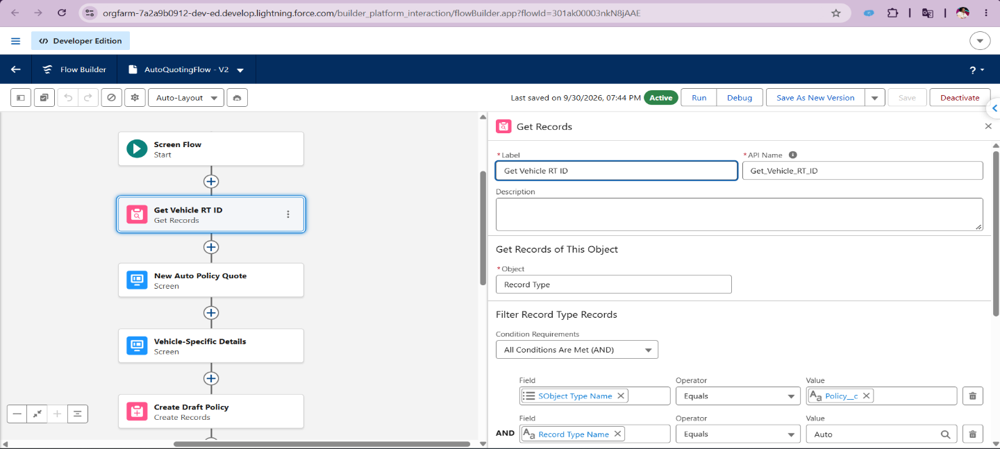 orgfarm-7a2a9b0912-dev-ed.develop.lightning.force.com/builder_platform_interaction/flowBuilder.app?flowId=301ak00003nkN8jAAE
Developer Edition
Flow Builder
AutoQuotingFlow - V2
?
Auto-Layout
Last saved on 9/30/2026, 07:44 PM
Active
Run
Debug
Save As New Version
Save
Deactivate
Screen Flow
Start
Get Vehicle RT ID
Get Records
New Auto Policy Quote
Screen
Vehicle-Specific Details
Screen
Create Draft Policy
Create Records
Get Records
*Label
*API Name
Get Vehicle RT ID
Get_Vehicle_RT_ID
Description
Get Records of This Object
*Object
Record Type
Filter Record Type Records
Condition Requirements
All Conditions Are Met (AND)
Field Operator Value
SObject Type Name Equals Aa Policy__c
Field Operator Value
AND Aa Record Type Name Equals Auto